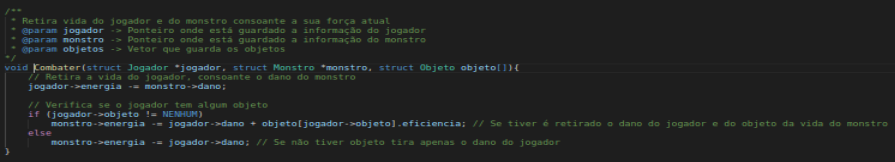 /**
* Retira vida do jogador e do monstro consoante a sua força atual
* @param jogador -> Ponteiro onde está guardado a informação do jogador
* @param monstro -> Ponteiro onde está guardado a informação do monstro
* @param objetos -> Vetor que guarda os objetos
*/
void Combater(struct Jogador *jogador, struct Monstro *monstro, struct Objeto objeto[]){
// Retira a vida do jogador, consoante o dano do monstro
jogador->energia -= monstro->dano;
// Verifica se o jogador tem algum objeto
if (jogador->objeto != NENHUM)
monstro->energia -= jogador->dano + objeto[jogador->objeto].eficiencia; // Se tiver é retirado o dano do jogador e do objeto da vida do monstro
else
monstro->energia -= jogador->dano; // Se não tiver objeto tira apenas o dano do jogador
}